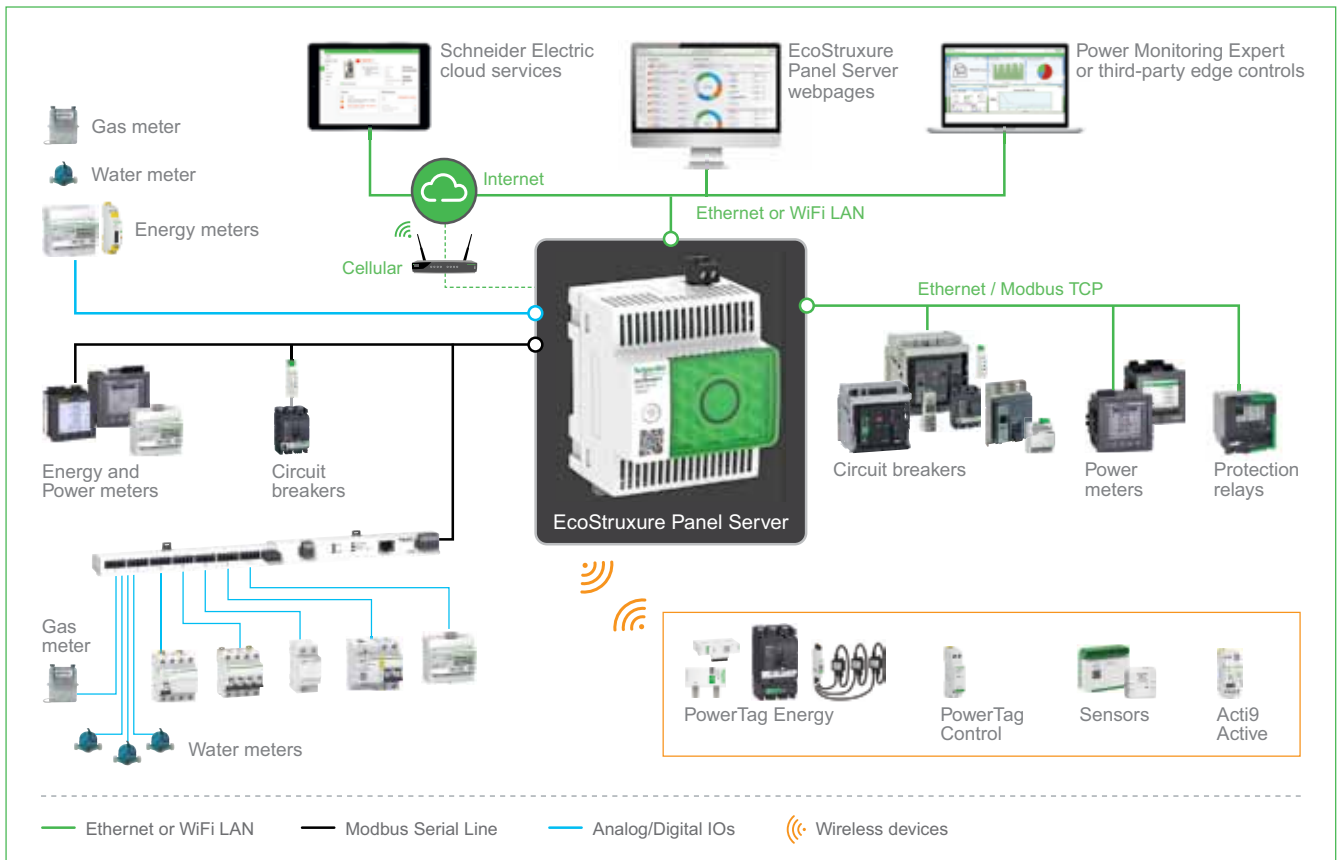 Schneider Electric
cloud services
EcoStruxure
Panel Server
webpages
Power Monitoring Expert
or third-party edge controls
Gas meter
Water meter
Energy meters
Internet
Ethernet or WiFi LAN
Cellular
Ethernet / Modbus TCP
Energy and
Power meters
Circuit
breakers
EcoStruxure Panel Server
Circuit breakers
Power
meters
Protection
relays
Gas
meter
Water meters
PowerTag Energy
PowerTag
Control
Sensors
Acti9
Active
Ethernet or WiFi LAN
Modbus Serial Line
Analog/Digital IOs
Wireless devices